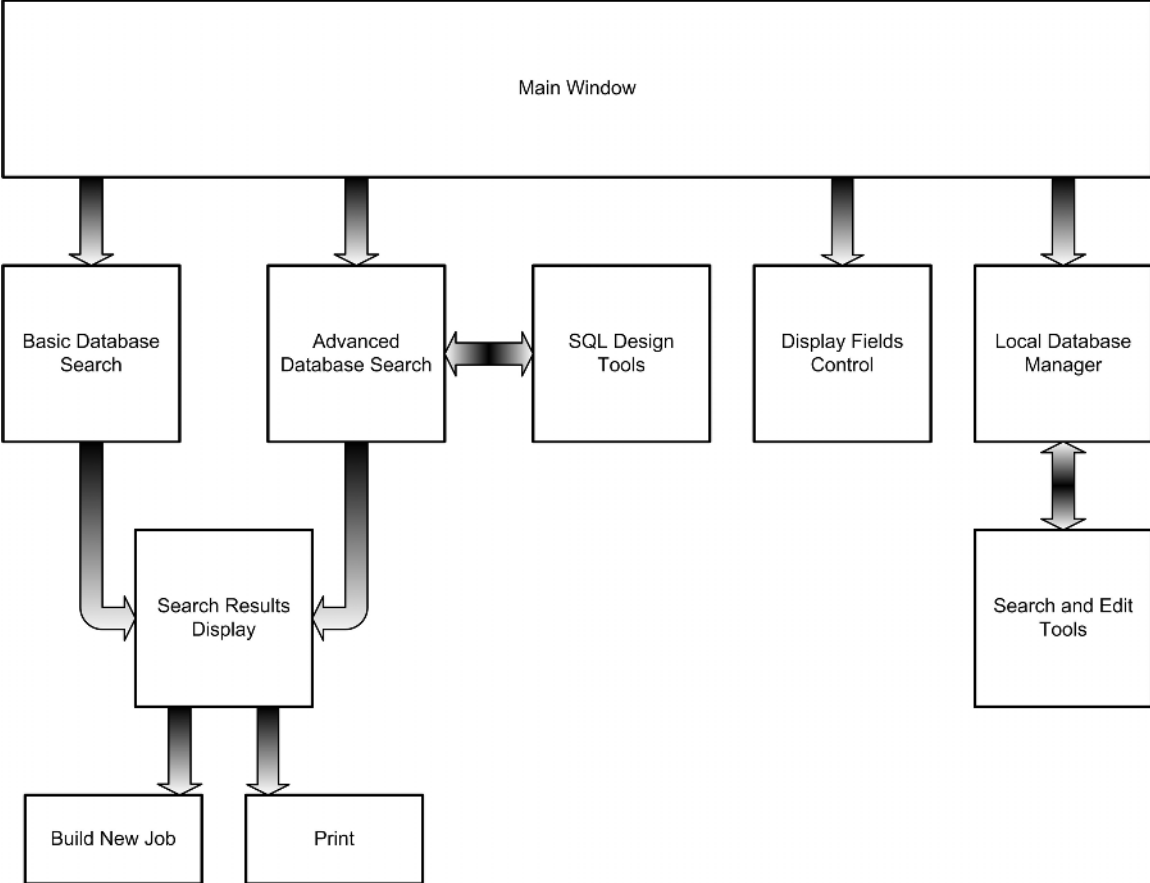 Main Window
Basic Database
Search
Advanced
Database Search
SQL Design
Tools
Display Fields
Control
Local Database
Manager
Search Results
Display
Search and Edit
Tools
Build New Job
Print